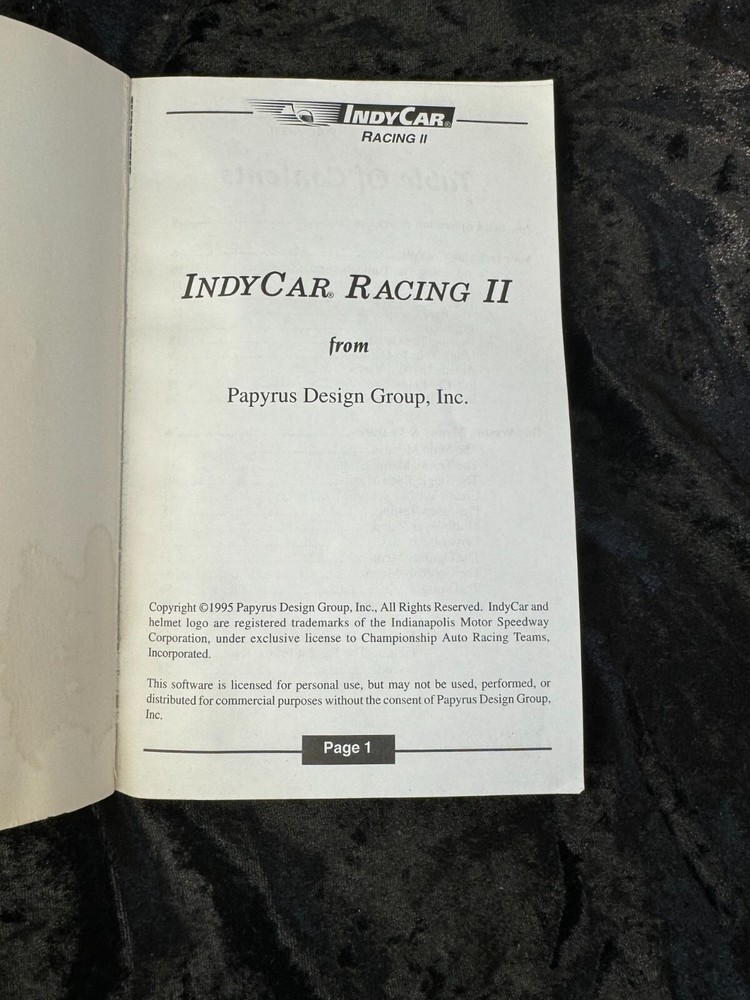 INDYCAR®
RACING II
INDYCAR® RACING II
from
Papyrus Design Group, Inc.
Copyright ©1995 Papyrus Design Group, Inc., All Rights Reserved. IndyCar and
helmet logo are registered trademarks of the Indianapolis Motor Speedway
Corporation, under exclusive license to Championship Auto Racing Teams,
Incorporated.
This software is licensed for personal use, but may not be used, performed, or
distributed for commercial purposes without the consent of Papyrus Design Group,
Inc.
Page 1